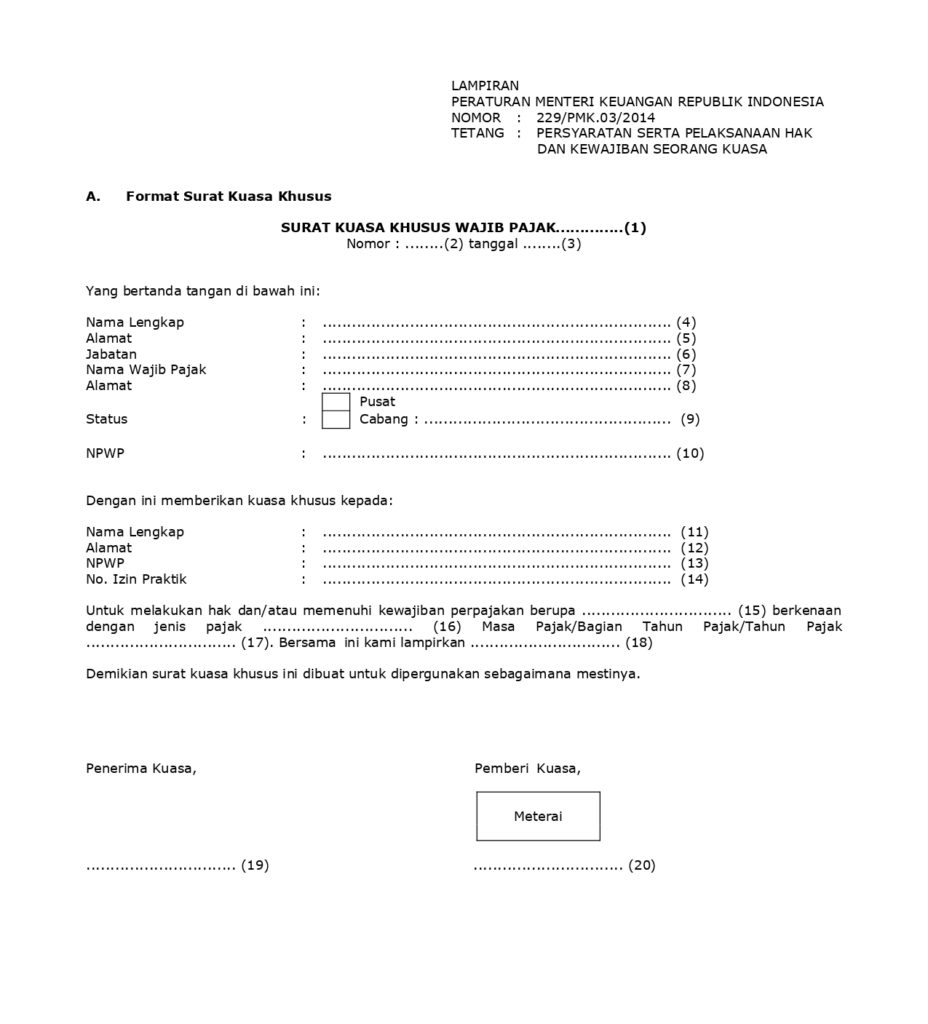 LAMPIRAN
PERATURAN MENTERI KEUANGAN REPUBLIK INDONESIA
NOMOR : 229/PMK.03/2014
TETANG : PERSYARATAN SERTA PELAKSANAAN HAK
DAN KEWAJIBAN SEORANG KUASA
A. Format Surat Kuasa Khusus
SURAT KUASA KHUSUS WAJIB PAJAK..............(1)
Nomor : ........(2) tanggal ........(3)
Yang bertanda tangan di bawah ini:
Nama Lengkap : ........................................................................ (4)
Alamat : ........................................................................ (5)
Jabatan : ........................................................................ (6)
Nama Wajib Pajak : ........................................................................ (7)
Alamat : ........................................................................ (8)
Pusat
Status : Cabang : ................................................... (9)
NPWP : ........................................................................ (10)
Dengan ini memberikan kuasa khusus kepada:
Nama Lengkap : ........................................................................ (11)
Alamat : ........................................................................ (12)
NPWP : ........................................................................ (13)
No. Izin Praktik : ........................................................................ (14)
Untuk melakukan hak dan/atau memenuhi kewajiban perpajakan berupa ............................... (15) berkenaan
dengan jenis pajak ............................... (16) Masa Pajak/Bagian Tahun Pajak/Tahun Pajak
............................... (17). Bersama ini kami lampirkan ............................... (18)
Demikian surat kuasa khusus ini dibuat untuk dipergunakan sebagaimana mestinya.
Penerima Kuasa, Pemberi Kuasa,
Meterai
............................... (19) ............................... (20)